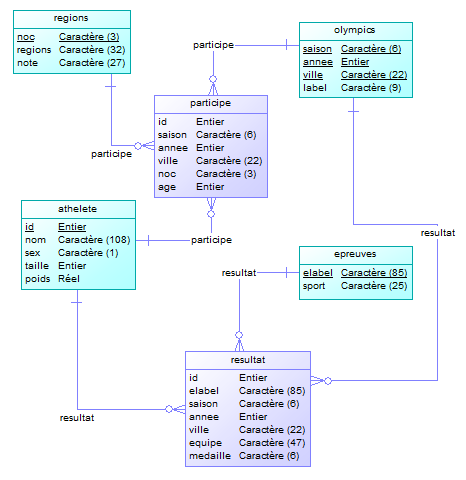 regions
noc Caractère (3)
regions Caractère (32)
note Caractère (27)
participe
olympics
saison Caractère (6)
annee Entier
ville Caractère (22)
label Caractère (9)
participe
id Entier
saison Caractère (6)
annee Entier
ville Caractère (22)
noc Caractère (3)
age Entier
participe
athelete
id Entier
nom Caractère (108)
sex Caractère (1)
taille Entier
poids Réel
participe
resultat
epreuves
elabel Caractère (85)
sport Caractère (25)
resultat
resultat
id Entier
elabel Caractère (85)
saison Caractère (6)
annee Entier
ville Caractère (22)
equipe Caractère (47)
medaille Caractère (6)
resultat